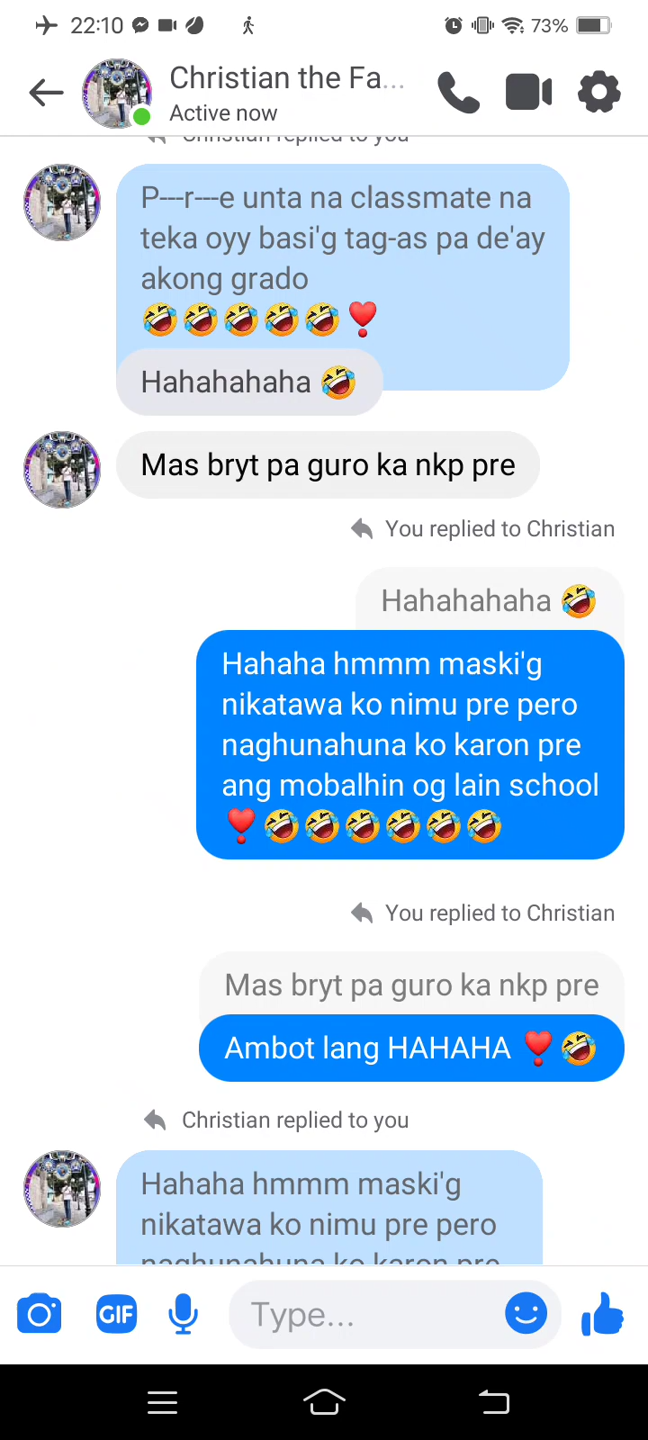 22:10
73%
Christian the Fa...
Active now
Christian replied to you
P---r---e unta na classmate na
teka oyy basi'g tag-as pa de'ay
akong grado
🤣🤣🤣🤣🤣❣️
Hahahahaha 🤣
Mas bryt pa guro ka nkp pre
You replied to Christian
Hahahahaha 🤣
Hahaha hmmm maski'g
nikatawa ko nimu pre pero
naghunahuna ko karon pre
ang mobalhin og lain school
❣️🤣🤣🤣🤣🤣🤣
You replied to Christian
Mas bryt pa guro ka nkp pre
Ambot lang HAHAHA ❣️🤣
Christian replied to you
Hahaha hmmm maski'g
nikatawa ko nimu pre pero
naghunahuna ko karon pre
GIF
Type...